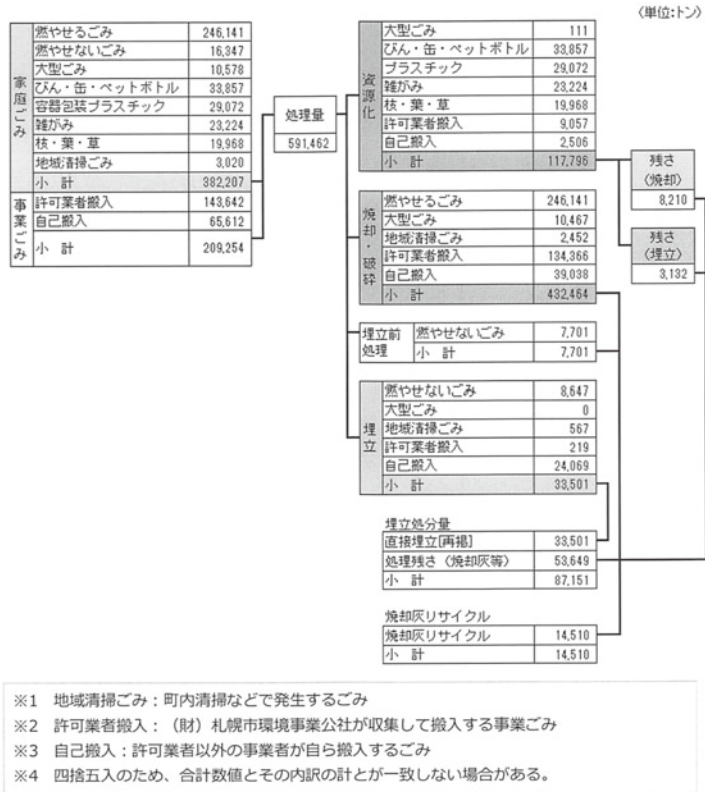 〈単位:トン〉
家庭ごみ
燃やせるごみ 246,141
燃やせないごみ 16,347
大型ごみ 10,578
びん・缶・ペットボトル 33,857
容器包装プラスチック 29,072
雑がみ 23,224
枝・葉・草 19,968
地域清掃ごみ 3,020
小 計 382,207
事業ごみ
許可業者搬入 143,642
自己搬入 65,612
小 計 209,254
処理量
591,462
資源化
大型ごみ 111
びん・缶・ペットボトル 33,857
プラスチック 29,072
雑がみ 23,224
枝・葉・草 19,968
許可業者搬入 9,057
自己搬入 2,506
小 計 117,796
残さ
〈焼却〉
8,210
残さ
〈埋立〉
3,132
焼却・破砕
燃やせるごみ 246,141
大型ごみ 10,467
地域清掃ごみ 2,452
許可業者搬入 134,366
自己搬入 39,038
小 計 432,464
埋立前
処理
燃やせないごみ 7,701
小 計 7,701
埋立
燃やせないごみ 8,647
大型ごみ 0
地域清掃ごみ 567
許可業者搬入 219
自己搬入 24,069
小 計 33,501
埋立処分量
直接埋立[再掲] 33,501
処理残さ〈焼却灰等〉 53,649
小 計 87,151
焼却灰リサイクル
焼却灰リサイクル 14,510
小 計 14,510
※1 地域清掃ごみ:町内清掃などで発生するごみ
※2 許可業者搬入:(財)札幌市環境事業公社が収集して搬入する事業ごみ
※3 自己搬入:許可業者以外の事業者が自ら搬入するごみ
※4 四捨五入のため、合計数値とその内訳の計とが一致しない場合がある。